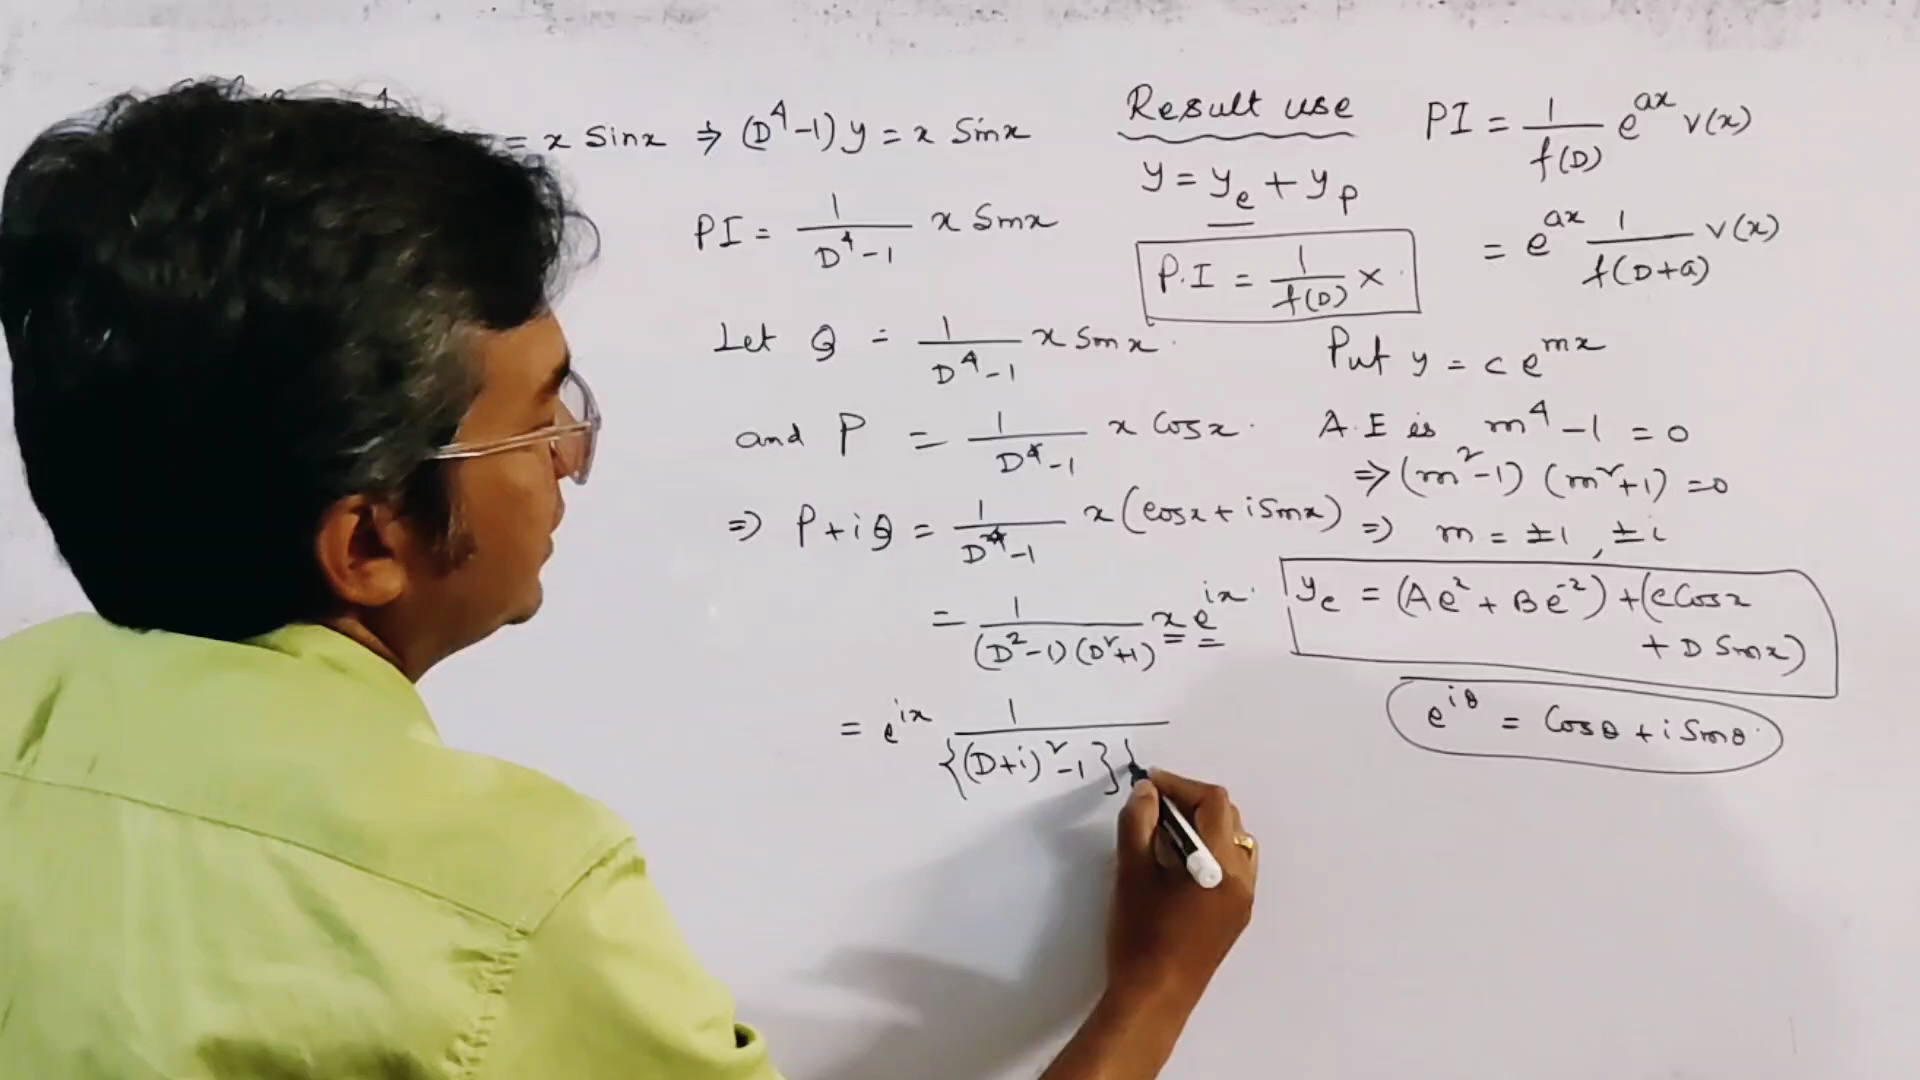 = x Sinx ⇒ (D⁴-1)y = x Sinx
PI = 1/(D⁴-1) x Sinx
Let Q = 1/(D⁴-1) x Sinx.
and P = 1/(D⁴-1) x Cosx.
⇒ P+iQ = 1/(D⁴-1) x(cosx+iSinx)
= 1/((D²-1)(D²+1)) x e^{ix}.
= e^{ix} 1/({(D+i)²-1}{
Result use
y = y_c + y_p
P.I = 1/f(D) X.
PI = 1/f(D) e^{ax} v(x)
= e^{ax} 1/f(D+a) v(x)
Put y = c e^{mx}
A.E is m⁴-1 = 0
⇒ (m²-1) (m²+1) = 0
⇒ m = ±1, ±i
y_c = (Ae^{x} + Be^{-x}) + (cCosx
+ D Sinx)
e^{iθ} = Cosθ + i Sinθ.